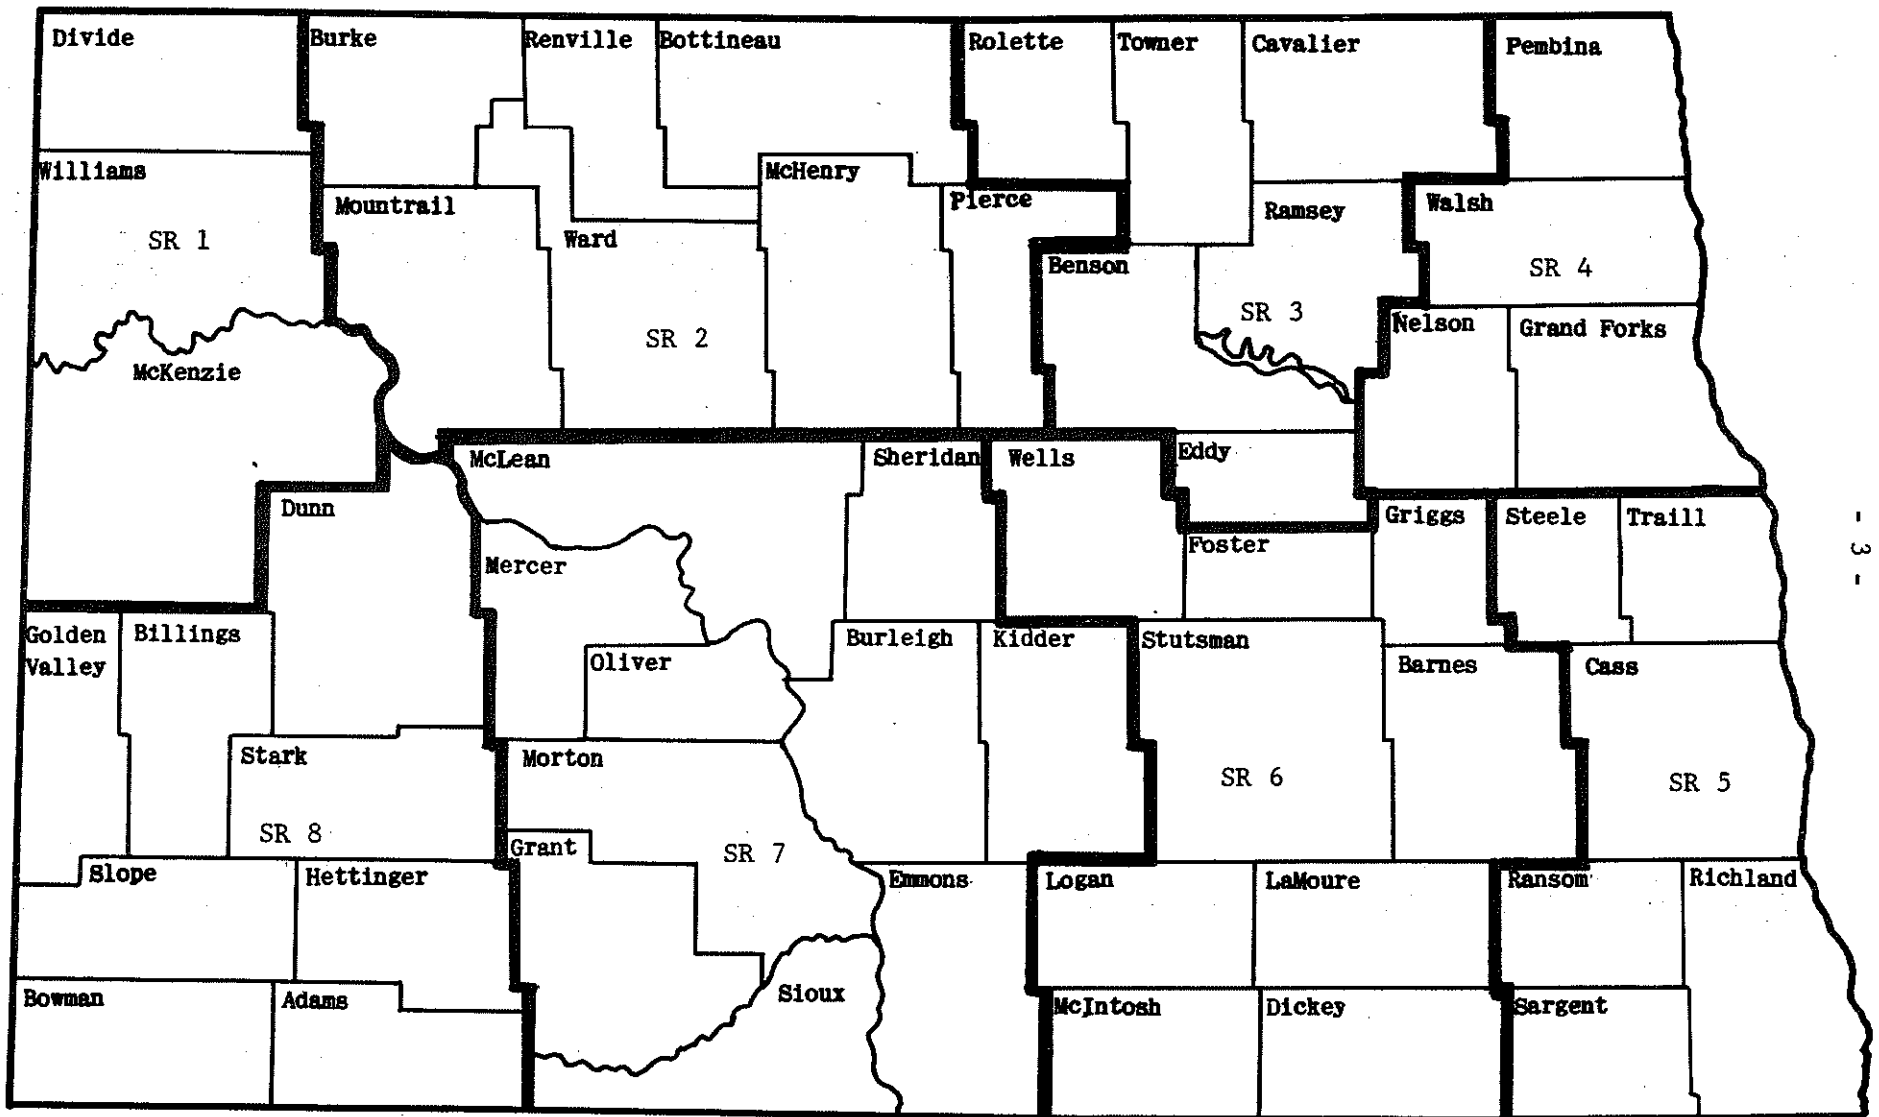 Divide
Burke
Renville
Bottineau
Rolette
Towner
Cavalier
Pembina
Williams
McHenry
Mountrail
Pierce
Ramsey
Walsh
SR 1
Ward
Benson
SR 4
SR 3
SR 2
Nelson
Grand Forks
McKenzie
McLean
Sheridan
Wells
Eddy
Dunn
Griggs
Steele
Traill
- 3 -
Foster
Mercer
Golden
Valley
Billings
Burleigh
Kidder
Stutsman
Oliver
Barnes
Cass
Stark
Morton
SR 6
SR 5
SR 8
Grant
SR 7
Slope
Hettinger
Emmons
Logan
LaMoure
Ransom
Richland
Bowman
Adams
Sioux
McIntosh
Dickey
Sargent